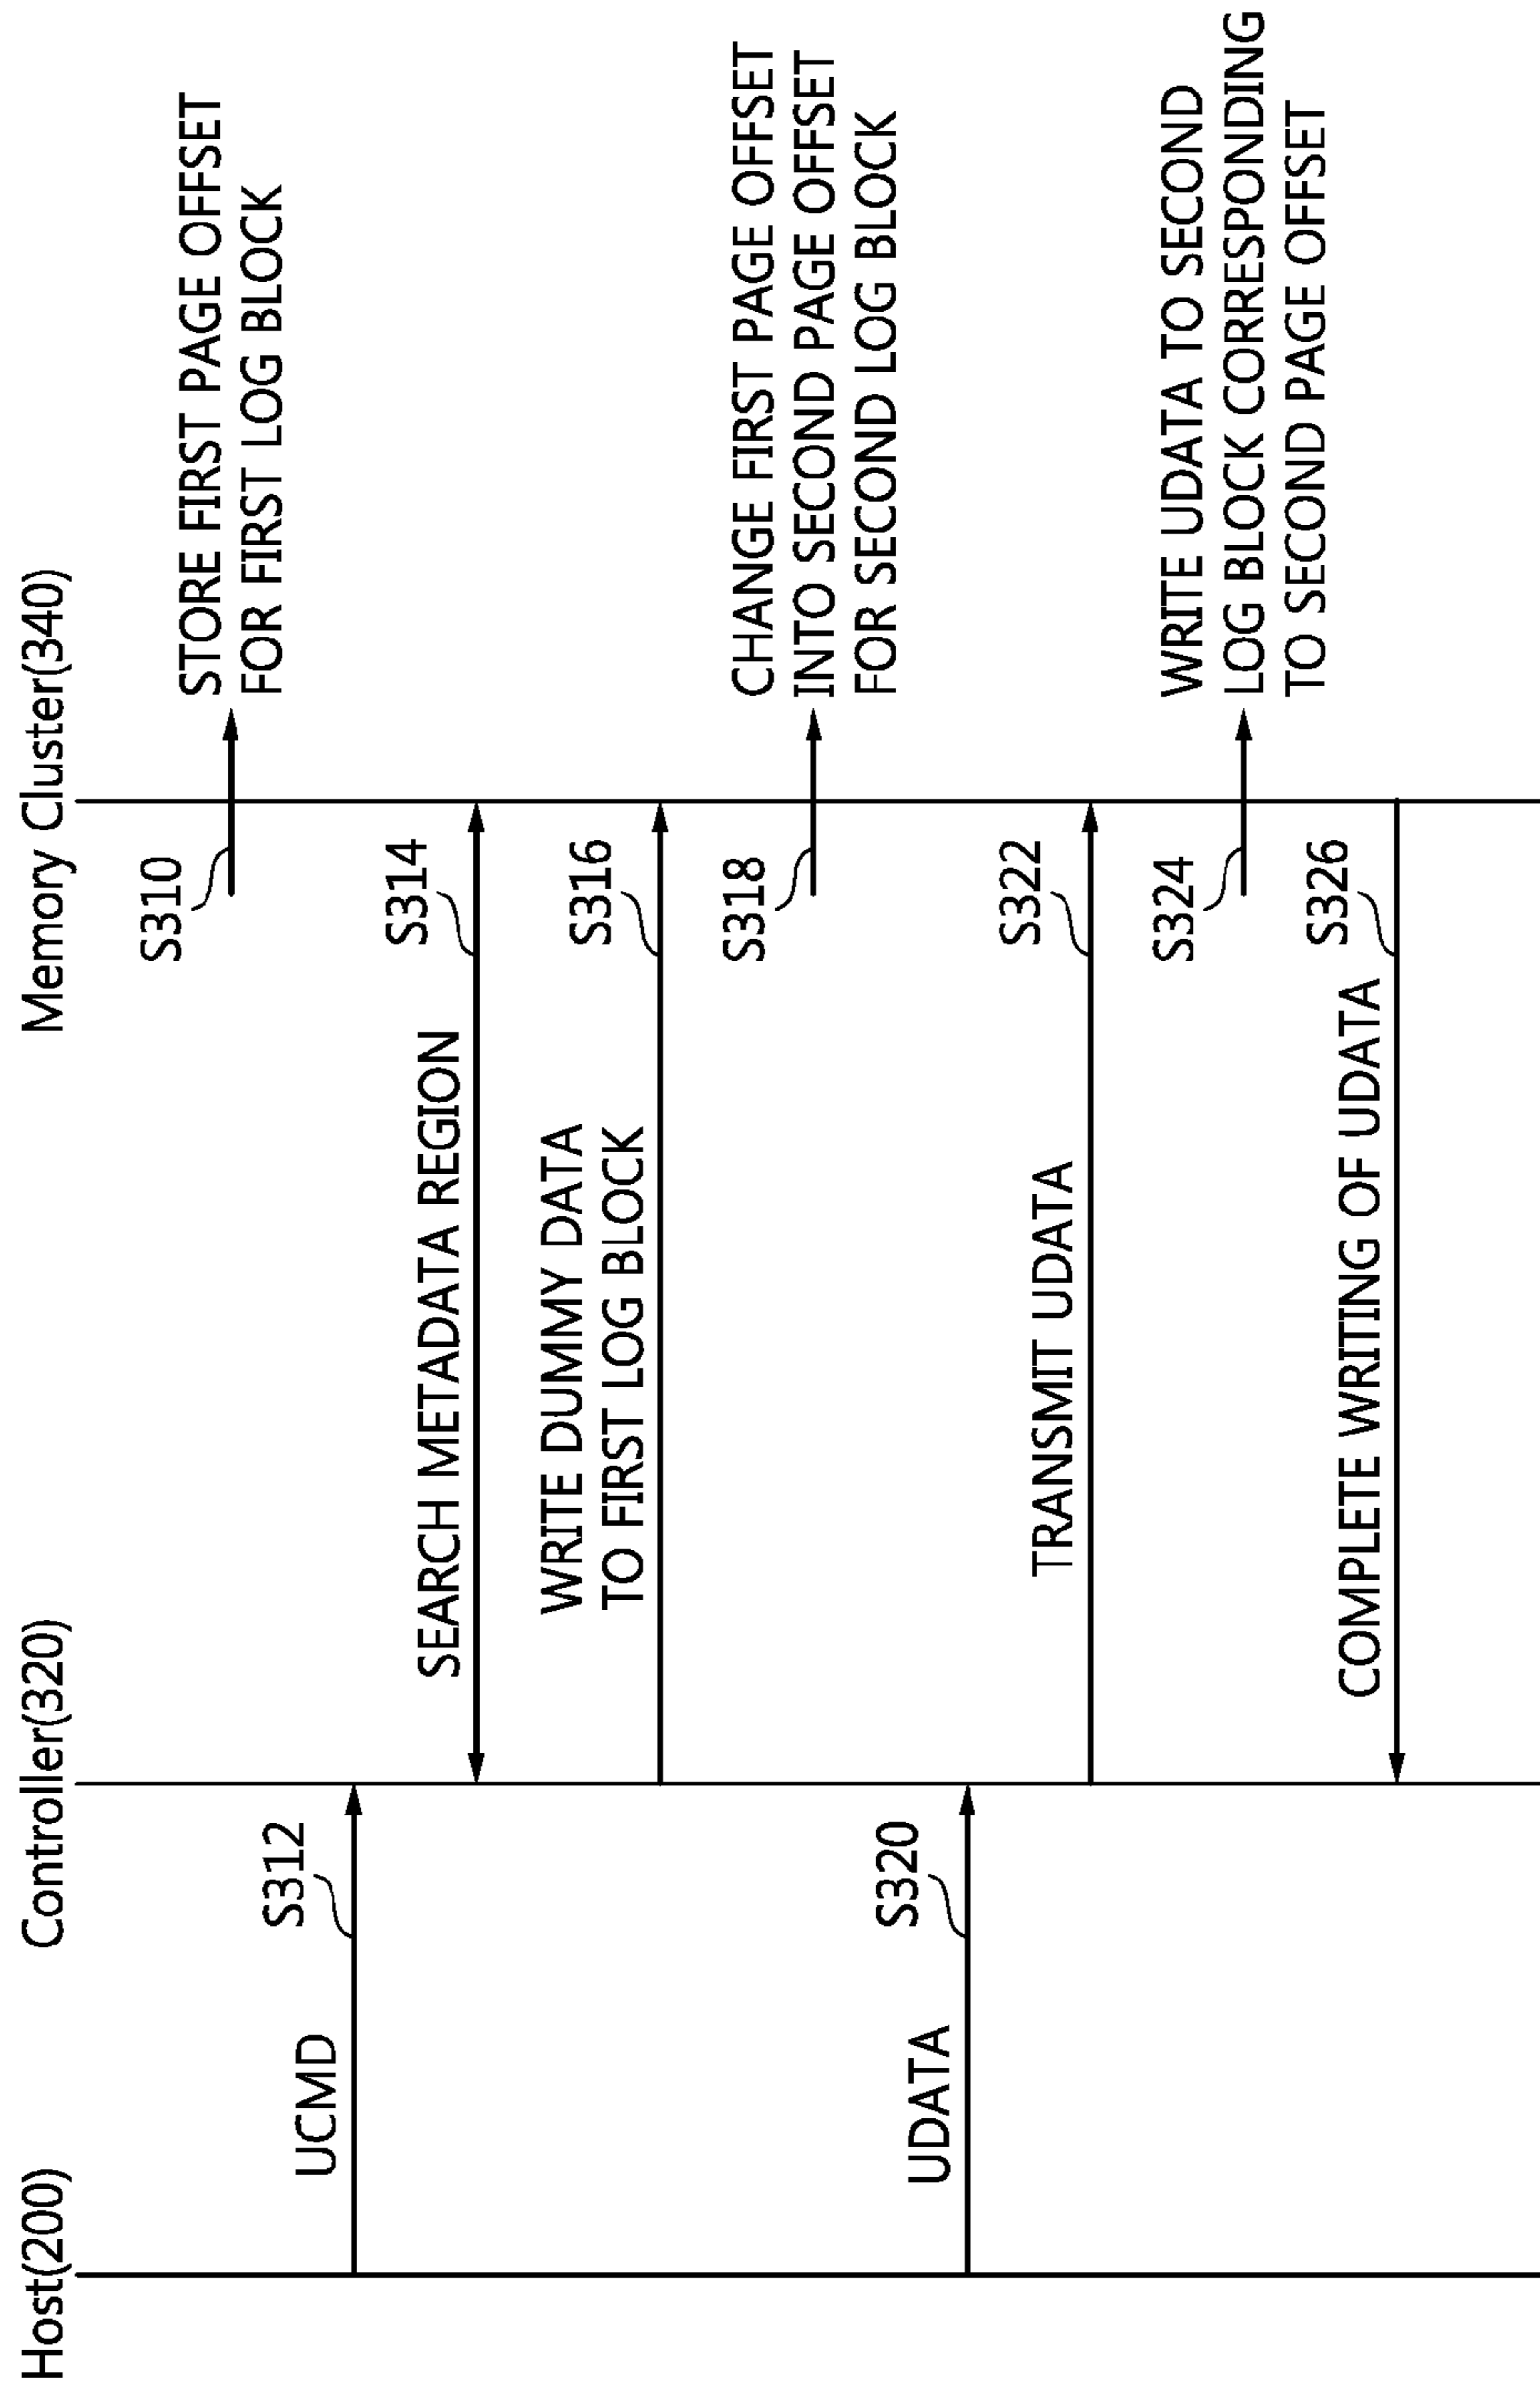 Host(200)
Controller(320)
Memory Cluster(340)
S310
STORE FIRST PAGE OFFSET
FOR FIRST LOG BLOCK
UCMD
S312
SEARCH METADATA REGION
S314
WRITE DUMMY DATA
TO FIRST LOG BLOCK
S316
S318
CHANGE FIRST PAGE OFFSET
INTO SECOND PAGE OFFSET
FOR SECOND LOG BLOCK
UDATA
S320
TRANSMIT UDATA
S322
S324
WRITE UDATA TO SECOND
LOG BLOCK CORRESPONDING
TO SECOND PAGE OFFSET
COMPLETE WRITING OF UDATA
S326